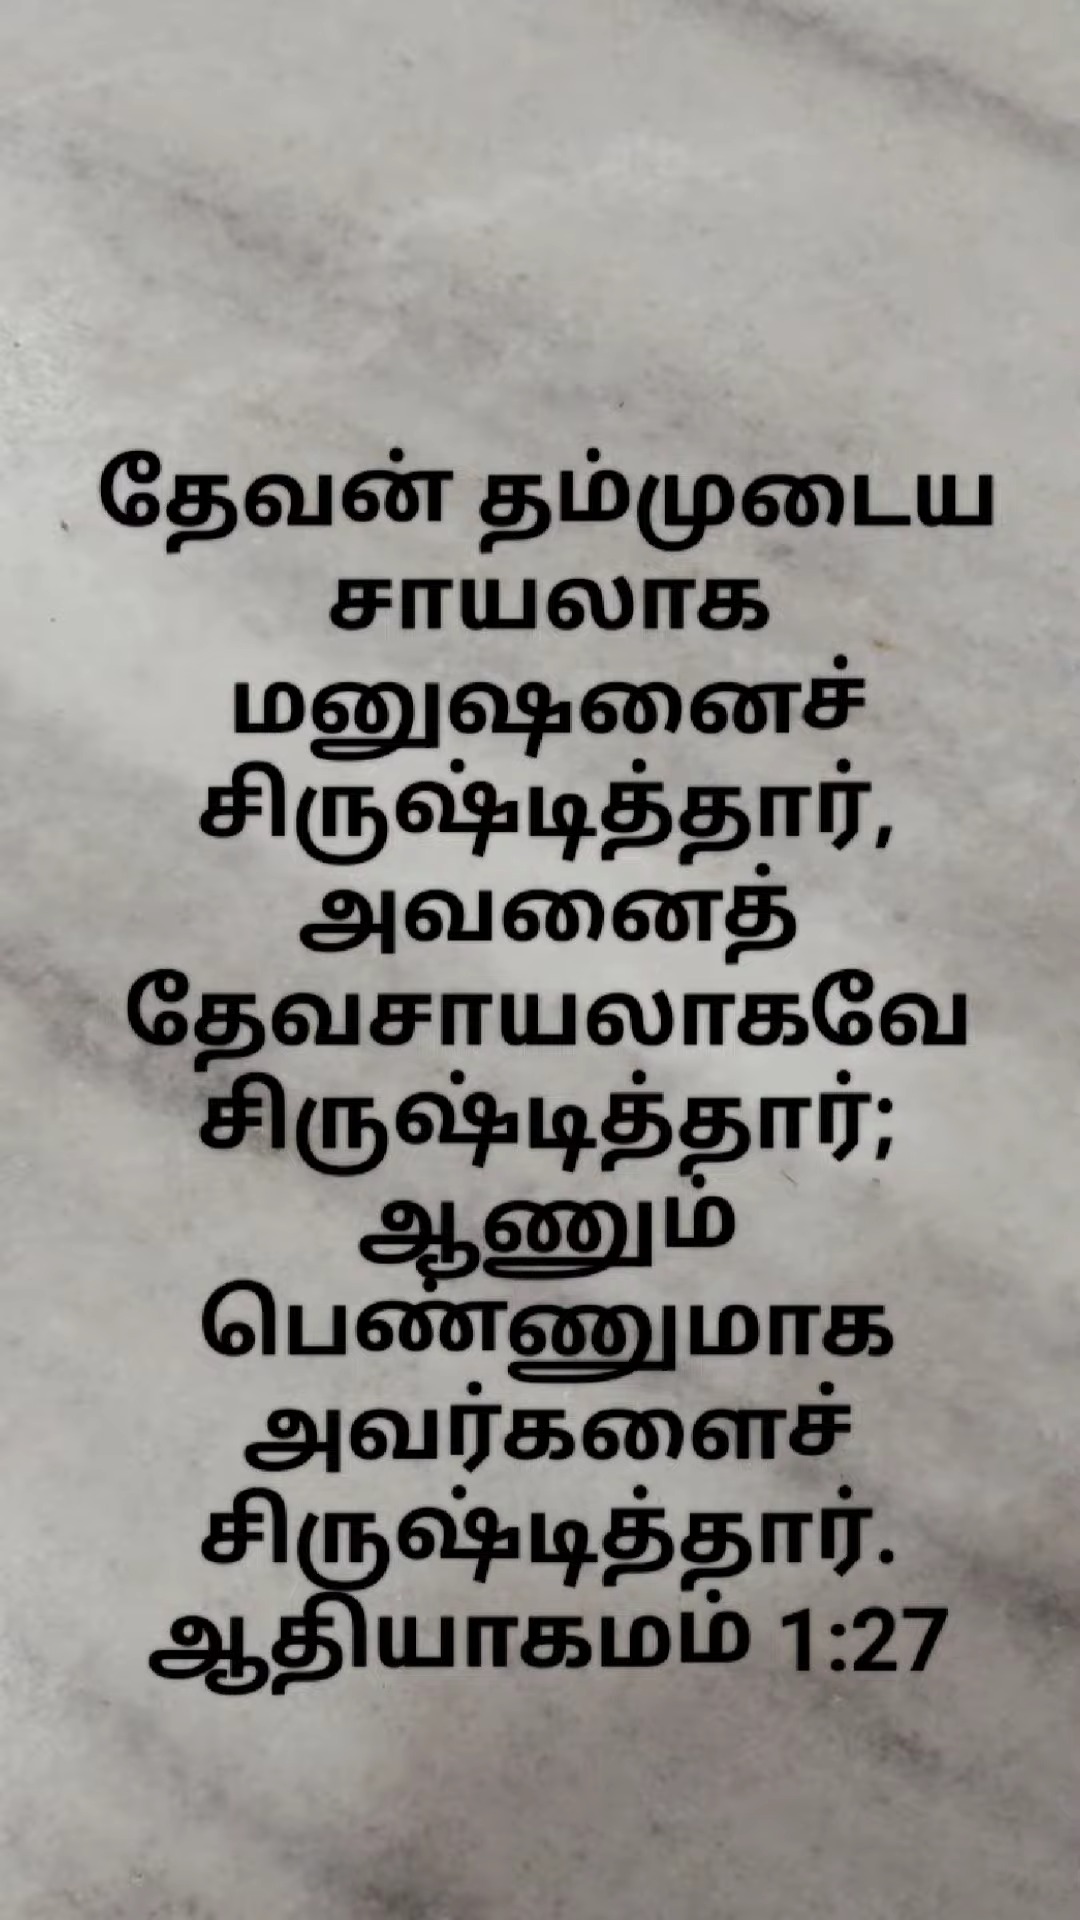 தேவன் தம்முடைய
சாயலாக
மனுஷனைச்
சிருஷ்டித்தார்,
அவனைத்
தேவசாயலாகவே
சிருஷ்டித்தார்;
ஆணும்
பெண்ணுமாக
அவர்களைச்
சிருஷ்டித்தார்.
ஆதியாகமம் 1:27